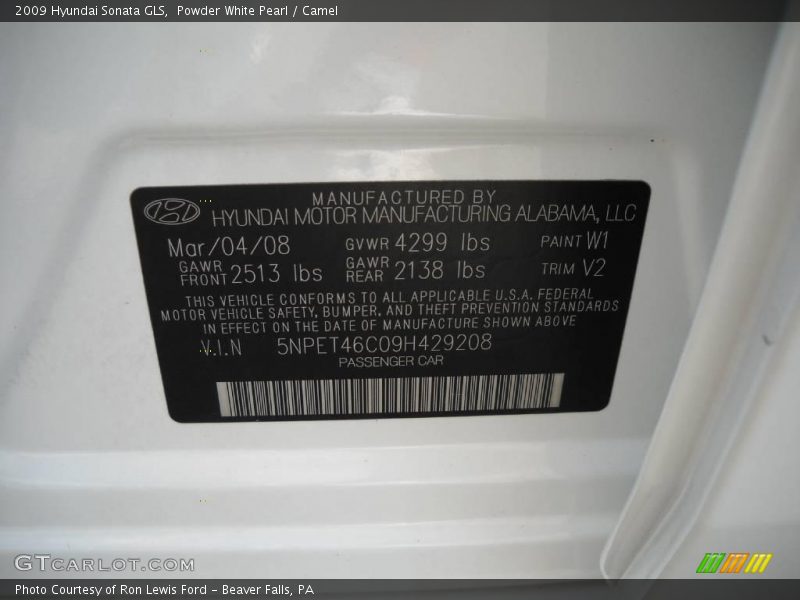 2009 Hyundai Sonata GLS, Powder White Pearl / Camel
MANUFACTURED BY
HYUNDAI MOTOR MANUFACTURING ALABAMA, LLC
Mar/04/08 GVWR 4299 lbs PAINT W1
GAWR FRONT 2513 lbs GAWR REAR 2138 lbs TRIM V2
THIS VEHICLE CONFORMS TO ALL APPLICABLE U.S.A. FEDERAL
MOTOR VEHICLE SAFETY, BUMPER, AND THEFT PREVENTION STANDARDS
IN EFFECT ON THE DATE OF MANUFACTURE SHOWN ABOVE
V.I.N 5NPET46C09H429208
PASSENGER CAR
GTCARLOT.COM
Photo Courtesy of Ron Lewis Ford - Beaver Falls, PA